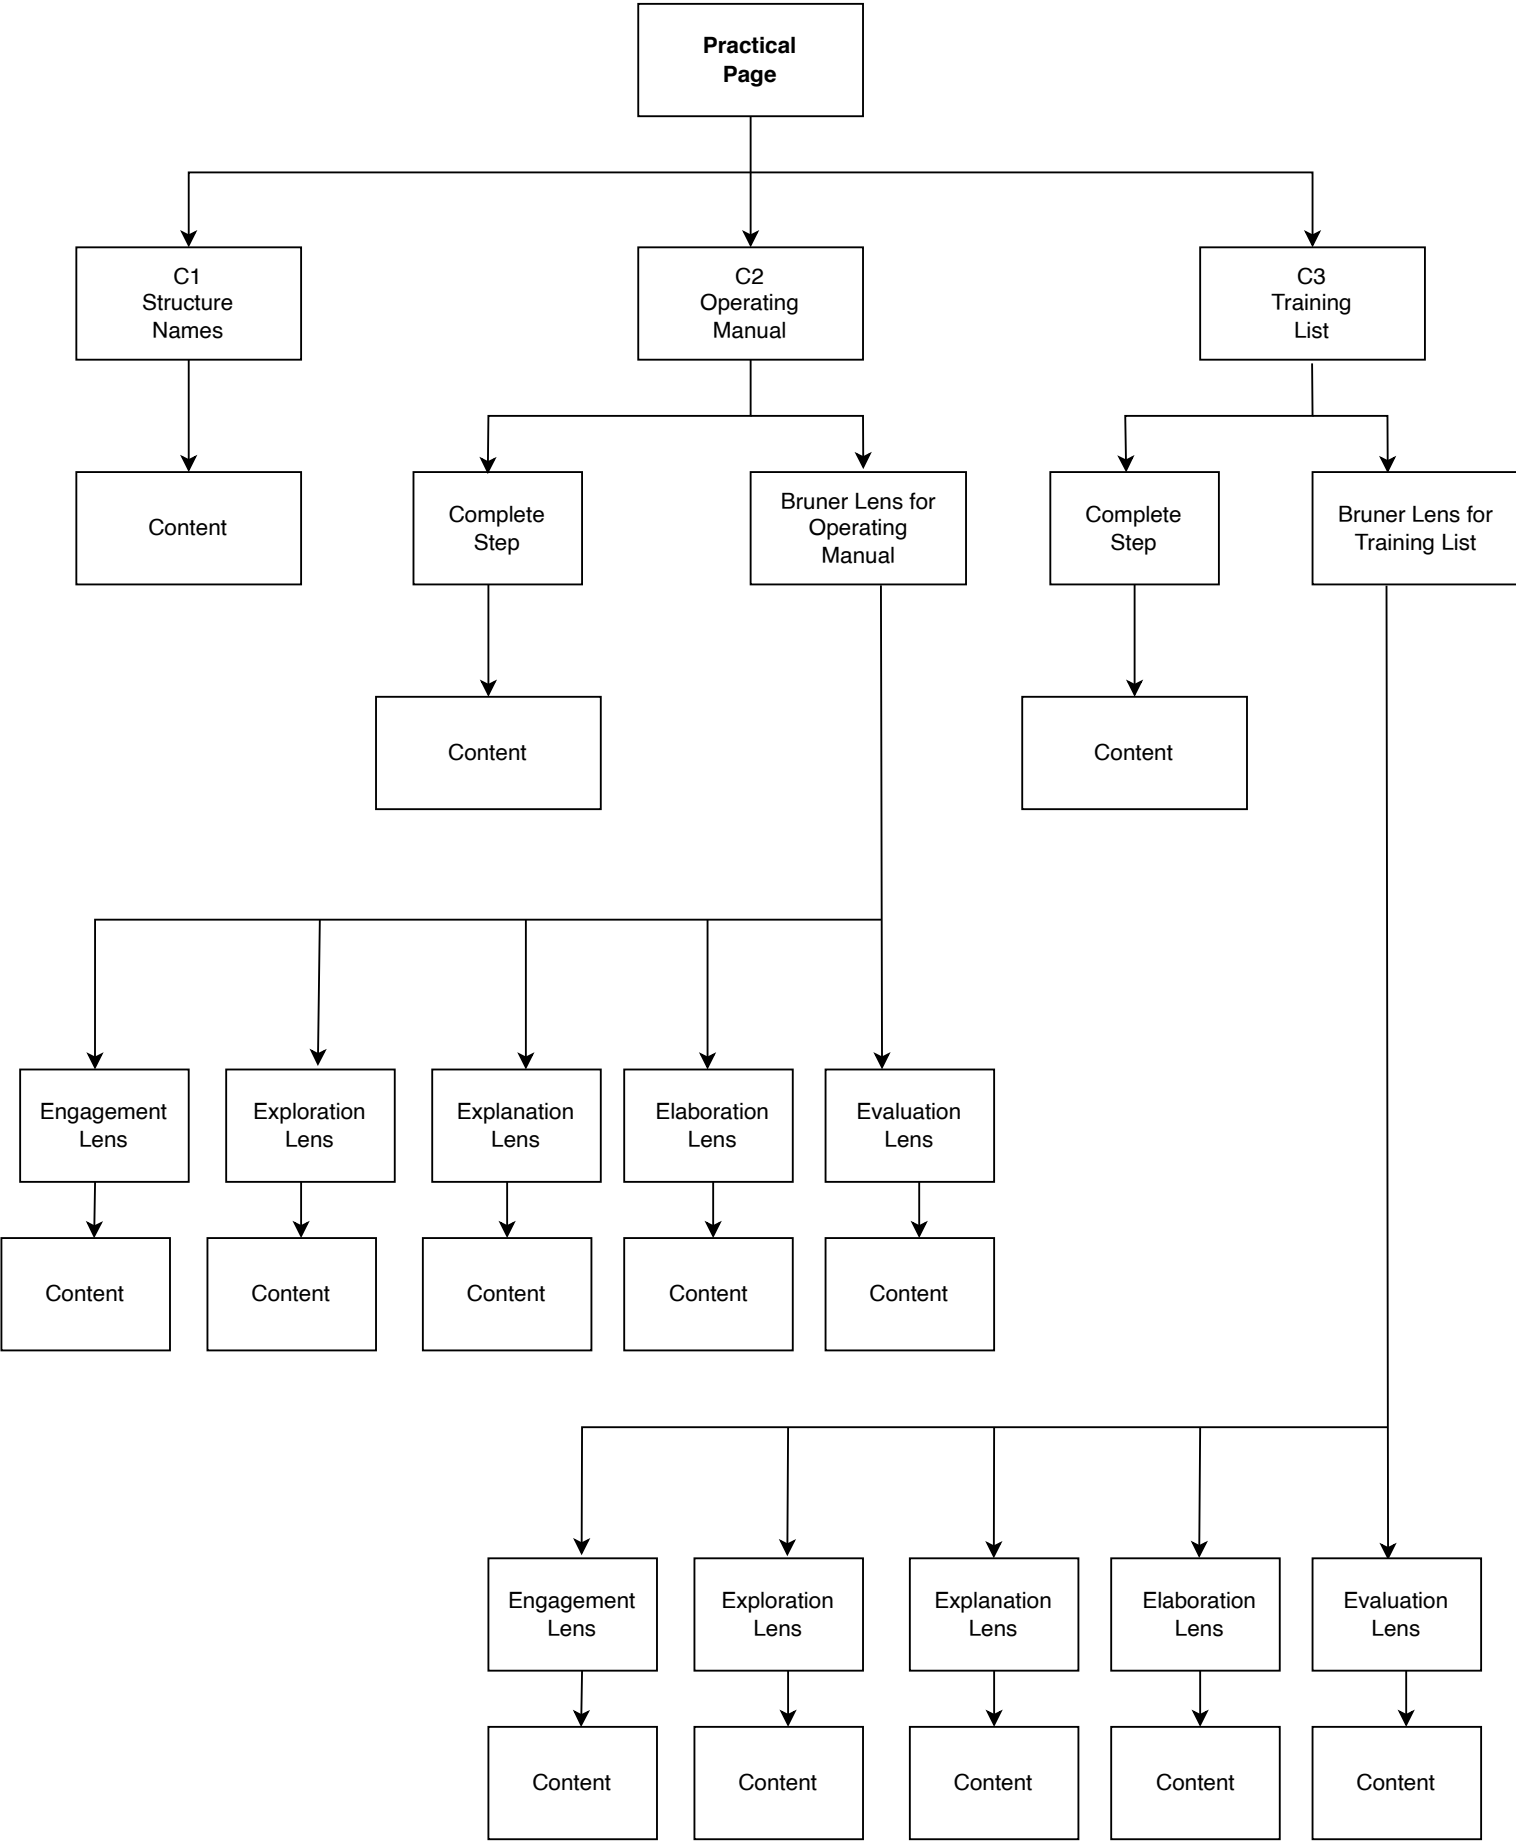 Practical
Page
C1
Structure
Names
C2
Operating
Manual
C3
Training
List
Content
Complete
Step
Bruner Lens for
Operating
Manual
Complete
Step
Bruner Lens for
Training List
Content
Content
Engagement
Lens
Exploration
Lens
Explanation
Lens
Elaboration
Lens
Evaluation
Lens
Content
Content
Content
Content
Content
Engagement
Lens
Exploration
Lens
Explanation
Lens
Elaboration
Lens
Evaluation
Lens
Content
Content
Content
Content
Content